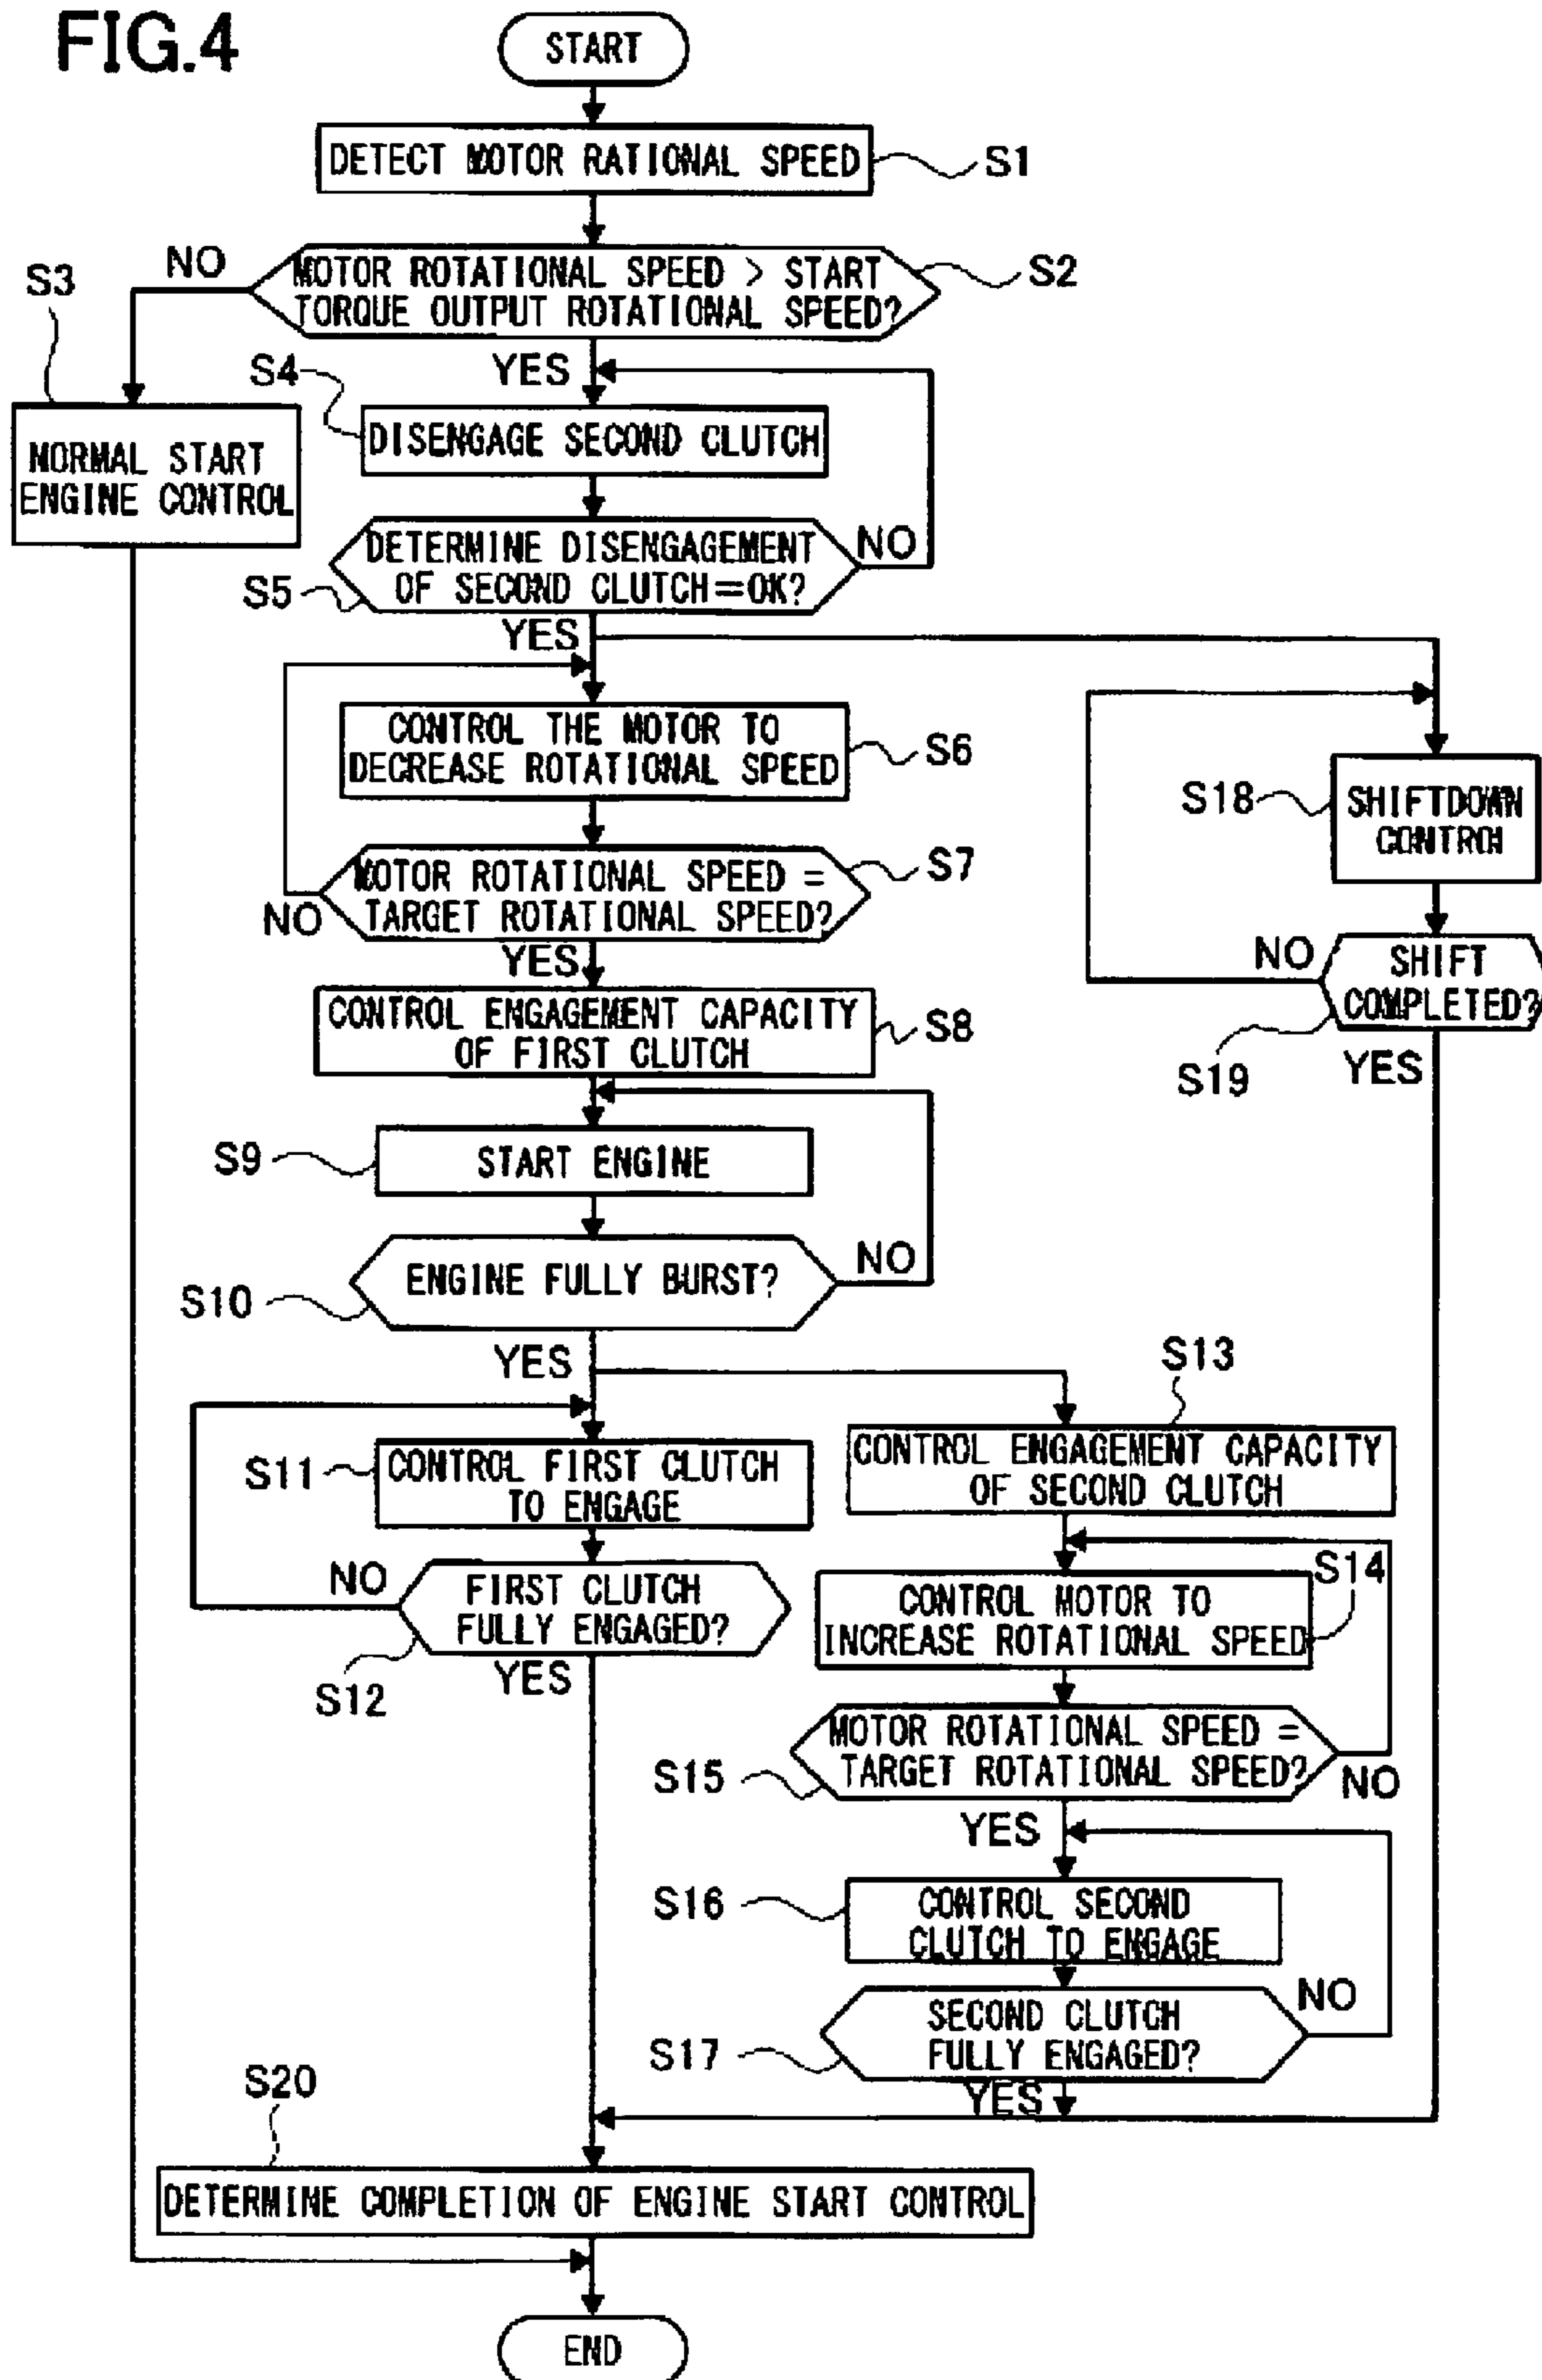 FIG.4
START
DETECT MOTOR RATIONAL SPEED
S1
NO
MOTOR ROTATIONAL SPEED > START
TORQUE OUTPUT ROTATIONAL SPEED?
S2
S3
YES
S4
NORMAL START
ENGINE CONTROL
DISENGAGE SECOND CLUTCH
DETERMINE DISENGAGEMENT
OF SECOND CLUTCH=OK?
NO
S5
YES
CONTROL THE MOTOR TO
DECREASE ROTATIONAL SPEED
S6
S18
SHIFTDOWN
CONTROL
MOTOR ROTATIONAL SPEED =
TARGET ROTATIONAL SPEED?
S7
NO
YES
NO
SHIFT
COMPLETED?
S19
YES
CONTROL ENGAGEMENT CAPACITY
OF FIRST CLUTCH
S8
S9
START ENGINE
ENGINE FULLY BURST?
NO
S10
YES
S13
S11
CONTROL FIRST CLUTCH
TO ENGAGE
CONTROL ENGAGEMENT CAPACITY
OF SECOND CLUTCH
NO
FIRST CLUTCH
FULLY ENGAGED?
S12
YES
S14
CONTROL MOTOR TO
INCREASE ROTATIONAL SPEED
MOTOR ROTATIONAL SPEED =
TARGET ROTATIONAL SPEED?
S15
NO
YES
S16
CONTROL SECOND
CLUTCH TO ENGAGE
SECOND CLUTCH
FULLY ENGAGED?
NO
S17
YES
S20
DETERMINE COMPLETION OF ENGINE START CONTROL
END